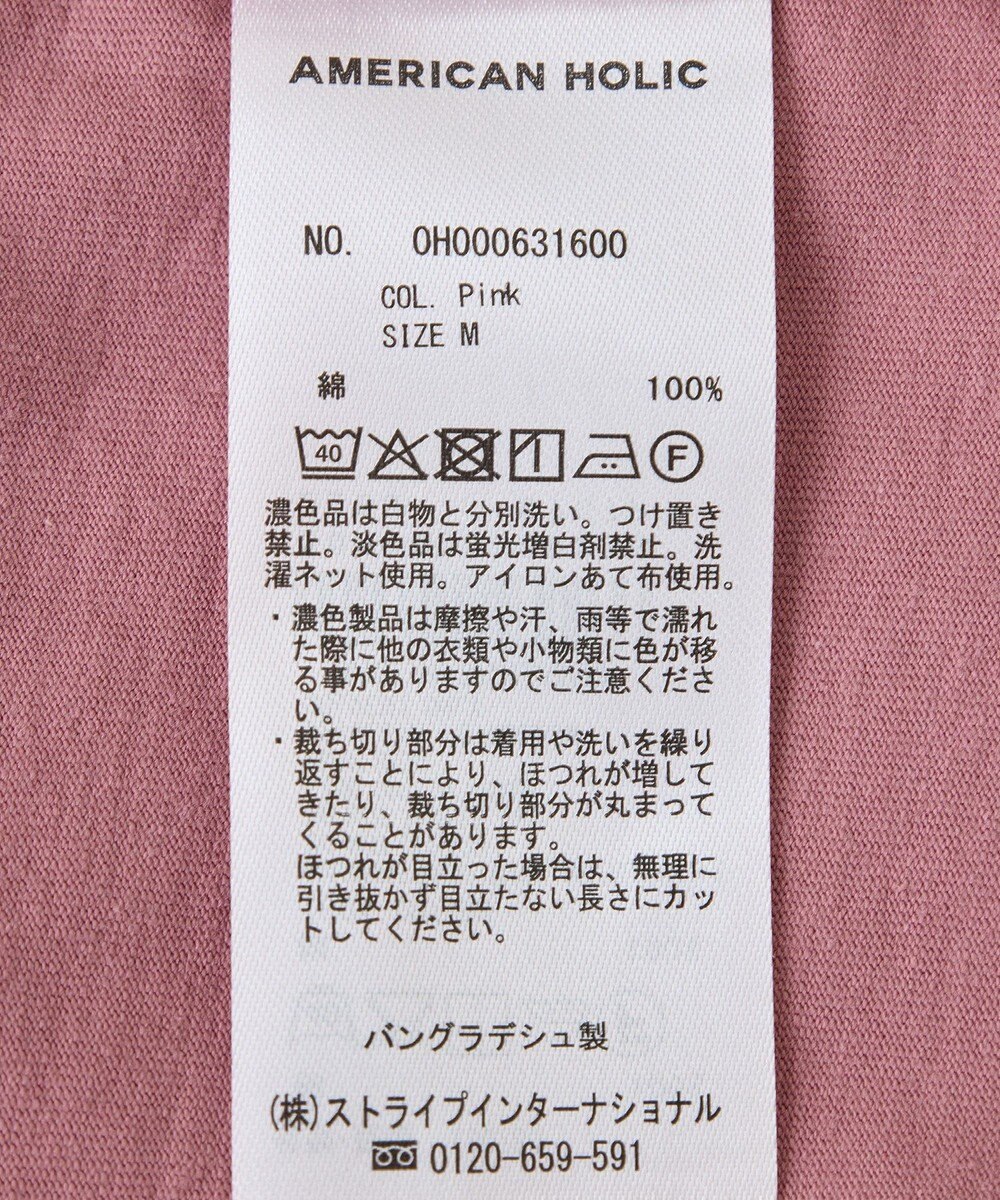 AMERICAN HOLIC
NO. OH000631600
COL. Pink
SIZE M
綿 100%
40 F
濃色品は白物と分別洗い。つけ置き
禁止。淡色品は蛍光増白剤禁止。洗
濯ネット使用。アイロンあて布使用。
・濃色製品は摩擦や汗、雨等で濡れ
た際に他の衣類や小物類に色が移
る事がありますのでご注意くださ
い。
・裁ち切り部分は着用や洗いを繰り
返すことにより、ほつれが増して
きたり、裁ち切り部分が丸まって
くることがあります。
ほつれが目立った場合は、無理に
引き抜かず目立たない長さにカッ
トしてください。
バングラデシュ製
(株)ストライプインターナショナル
0120-659-591